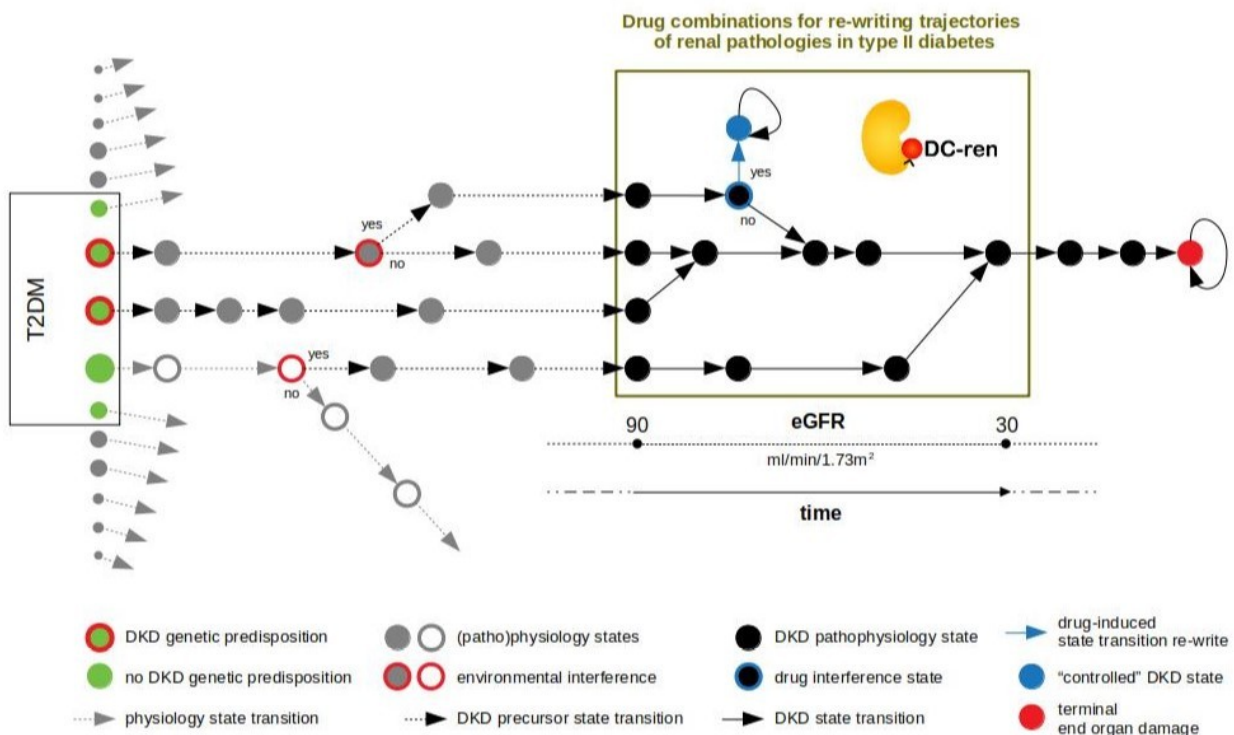 Drug combinations for re-writing trajectories
of renal pathologies in type II diabetes
DC-ren
yes
no
yes
no
T2DM
yes
no
90
eGFR
30
ml/min/1.73m²
time
DKD genetic predisposition
(patho)physiology states
DKD pathophysiology state
drug-induced
state transition re-write
no DKD genetic predisposition
environmental interference
drug interference state
“controlled” DKD state
physiology state transition
DKD precursor state transition
DKD state transition
terminal
end organ damage